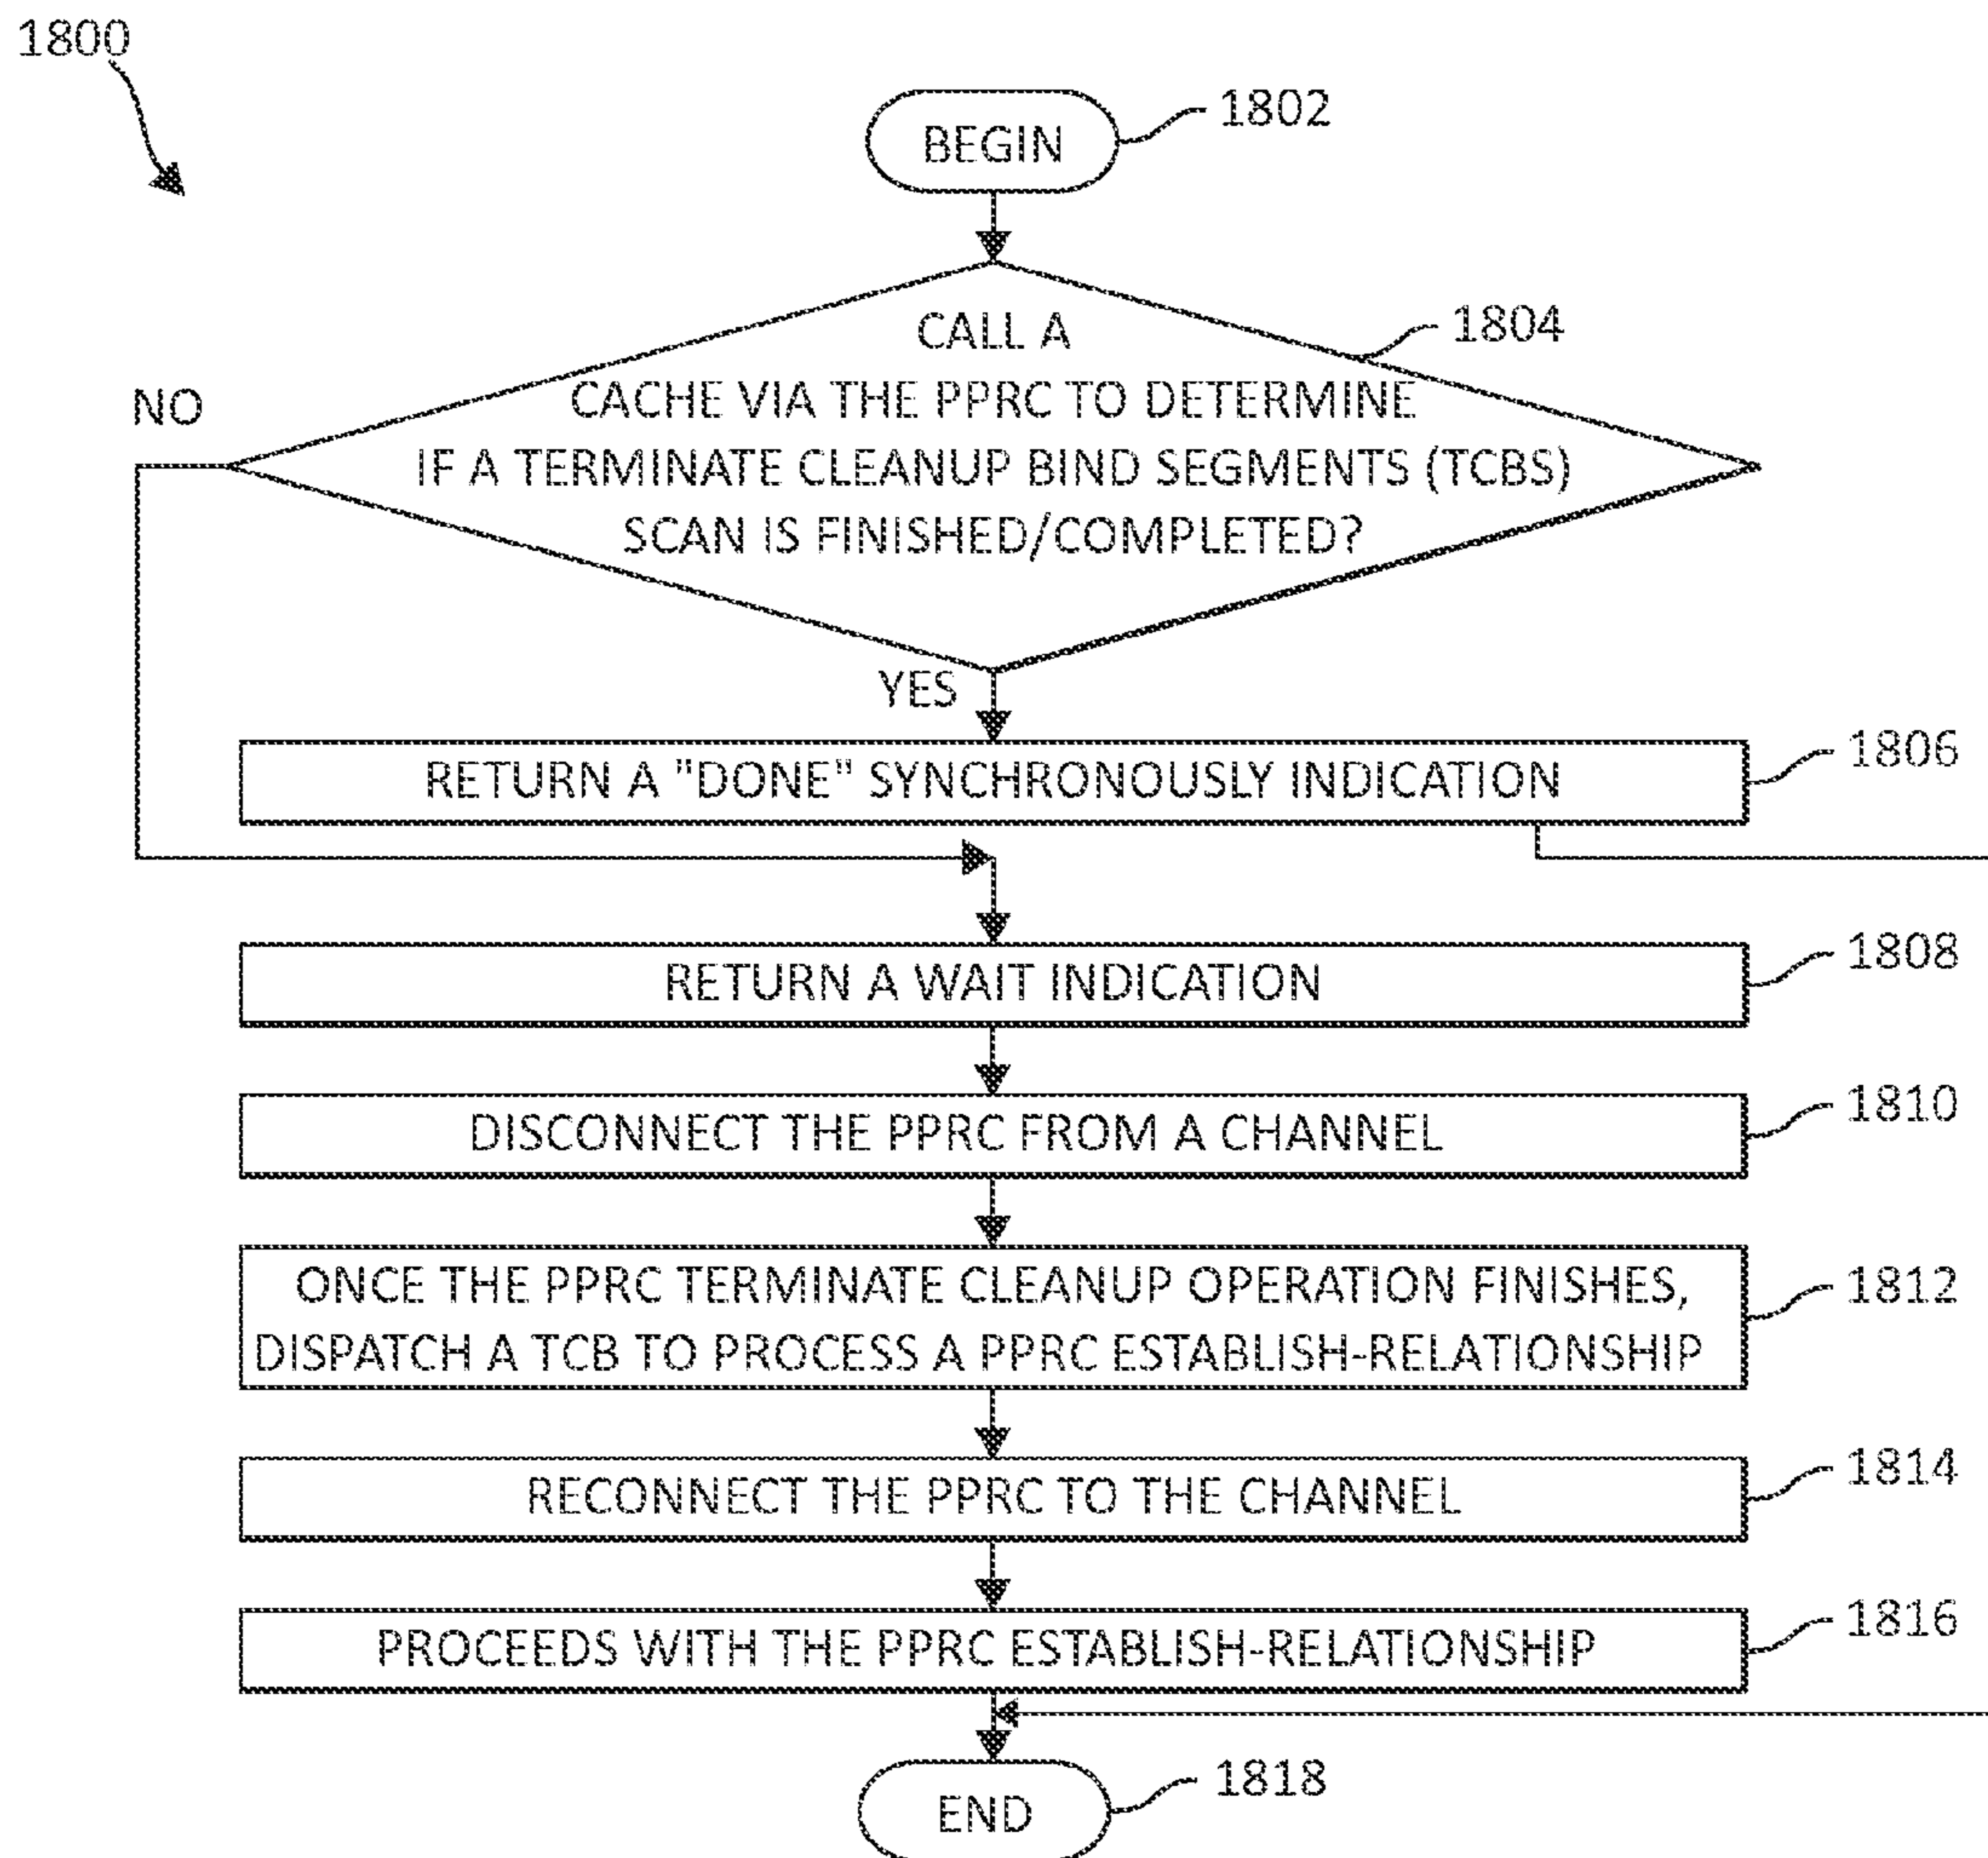 1800
BEGIN
1802
CALL A
1804
CACHE VIA THE PPRC TO DETERMINE
NO
IF A TERMINATE CLEANUP BIND SEGMENTS (TCBS)
SCAN IS FINISHED/COMPLETED?
YES
RETURN A "DONE" SYNCHRONOUSLY INDICATION
1806
RETURN A WAIT INDICATION
1808
DISCONNECT THE PPRC FROM A CHANNEL
1810
ONCE THE PPRC TERMINATE CLEANUP OPERATION FINISHES,
DISPATCH A TCB TO PROCESS A PPRC ESTABLISH-RELATIONSHIP
1812
RECONNECT THE PPRC TO THE CHANNEL
1814
PROCEEDS WITH THE PPRC ESTABLISH-RELATIONSHIP
1816
END
1818